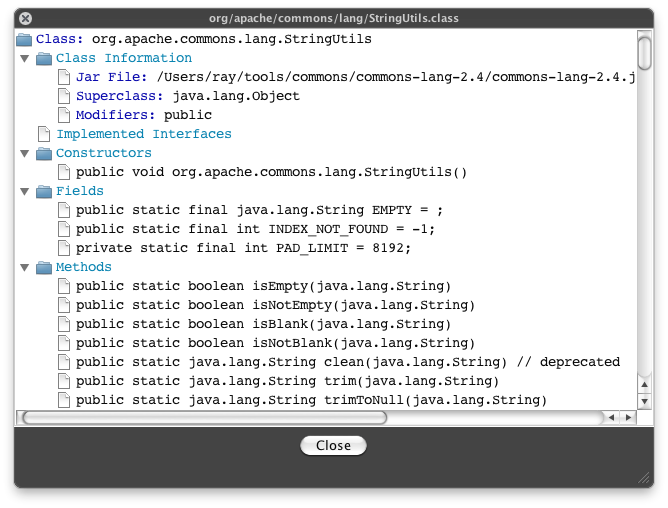 org/apache/commons/lang/StringUtils.class
Class: org.apache.commons.lang.StringUtils
Class Information
Jar File: /Users/ray/tools/commons/commons-lang-2.4/commons-lang-2.4.j
Superclass: java.lang.Object
Modifiers: public
Implemented Interfaces
Constructors
public void org.apache.commons.lang.StringUtils()
Fields
public static final java.lang.String EMPTY = ;
public static final int INDEX_NOT_FOUND = -1;
private static final int PAD_LIMIT = 8192;
Methods
public static boolean isEmpty(java.lang.String)
public static boolean isNotEmpty(java.lang.String)
public static boolean isBlank(java.lang.String)
public static boolean isNotBlank(java.lang.String)
public static java.lang.String clean(java.lang.String) // deprecated
public static java.lang.String trim(java.lang.String)
public static java.lang.String trimToNull(java.lang.String)
Close